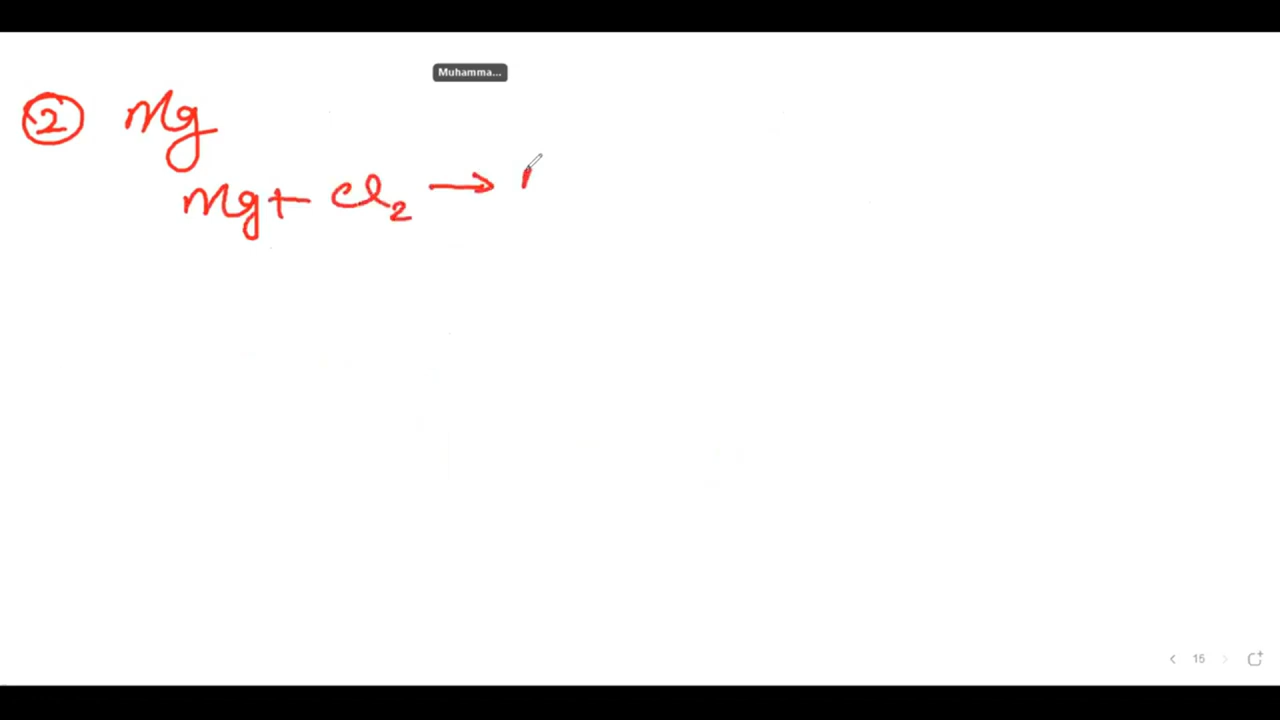 Muhamma...
② Mg
Mg + Cl₂ →
15